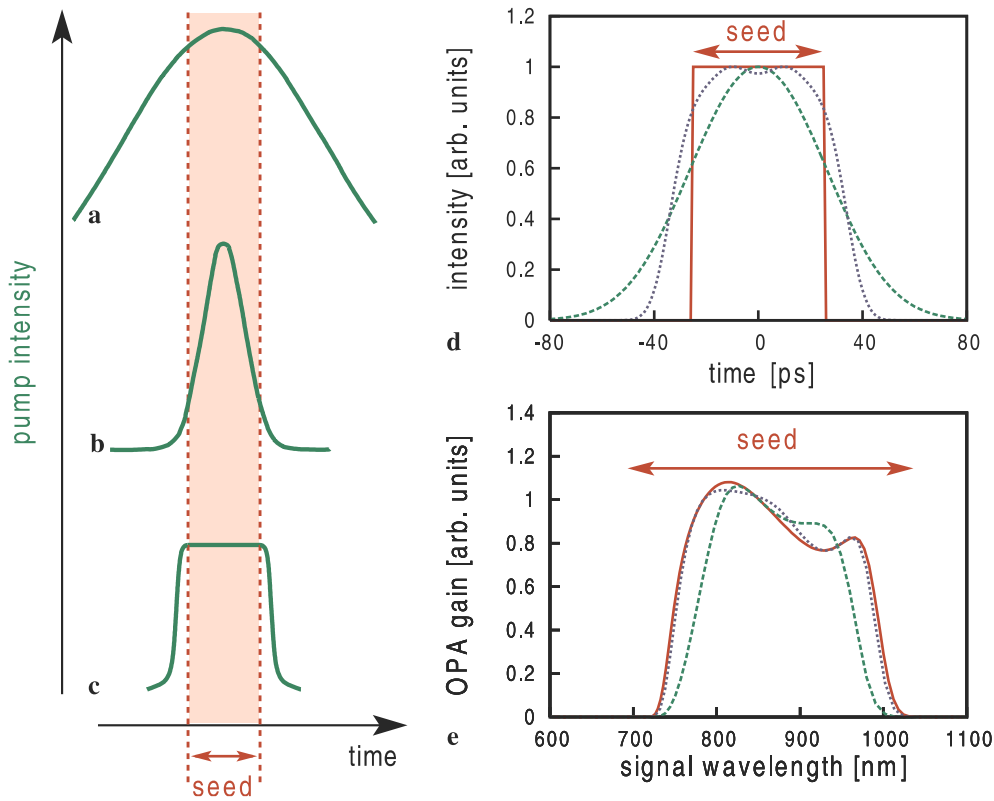 pump intensity
a
b
c
time
seed
intensity [arb. units]
1.2
1
0.8
0.6
0.4
0.2
0
seed
-80
-40
0
40
80
d
time [ps]
OPA gain [arb. units]
1.4
1.2
1
0.8
0.6
0.4
0.2
0
seed
600
700
800
900
1000
1100
e
signal wavelength [nm]